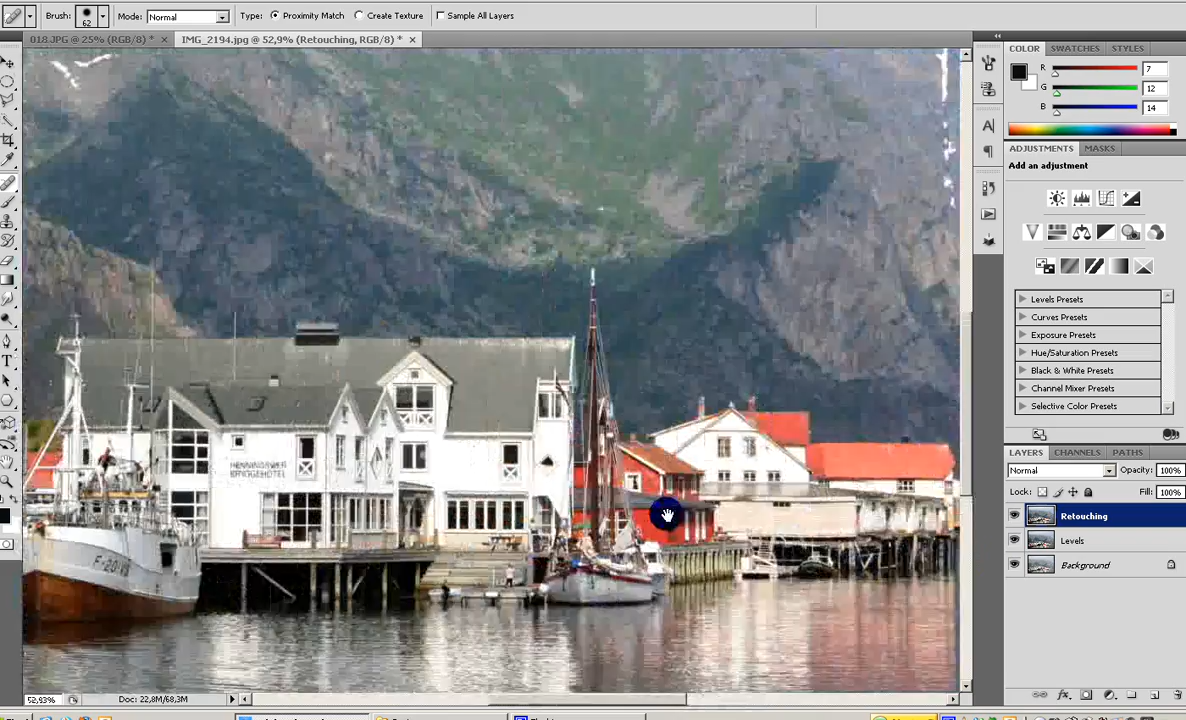 Brush: 62 Mode: Normal Type: Proximity Match Create Texture Sample All Layers
018.JPG @ 25% (RGB/8) * × IMG_2194.jpg @ 52,9% (Retouching, RGB/8) * ×
COLOR SWATCHES STYLES
R 7
G 12
B 14
ADJUSTMENTS MASKS
Add an adjustment
Levels Presets
Curves Presets
Exposure Presets
Hue/Saturation Presets
Black & White Presets
Channel Mixer Presets
Selective Color Presets
LAYERS CHANNELS PATHS
Normal Opacity: 100%
Lock: Fill: 100%
Retouching
Levels
Background
HENNINGSVÆR
BRYGGEHOTEL
52,93% Doc: 22,8M/68,3M